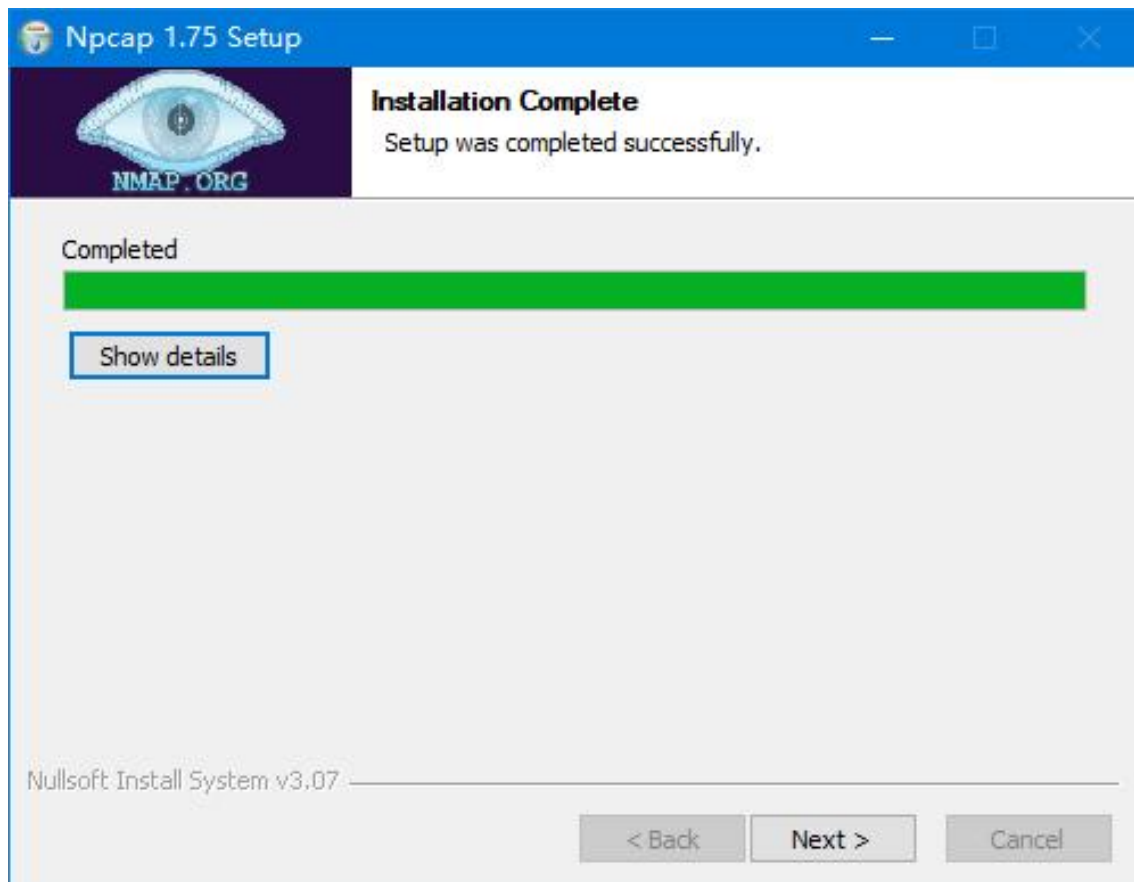 Npcap 1.75 Setup
NMAP.ORG
Installation Complete
Setup was completed successfully.
Completed
Show details
Nullsoft Install System v3.07
< Back
Next >
Cancel